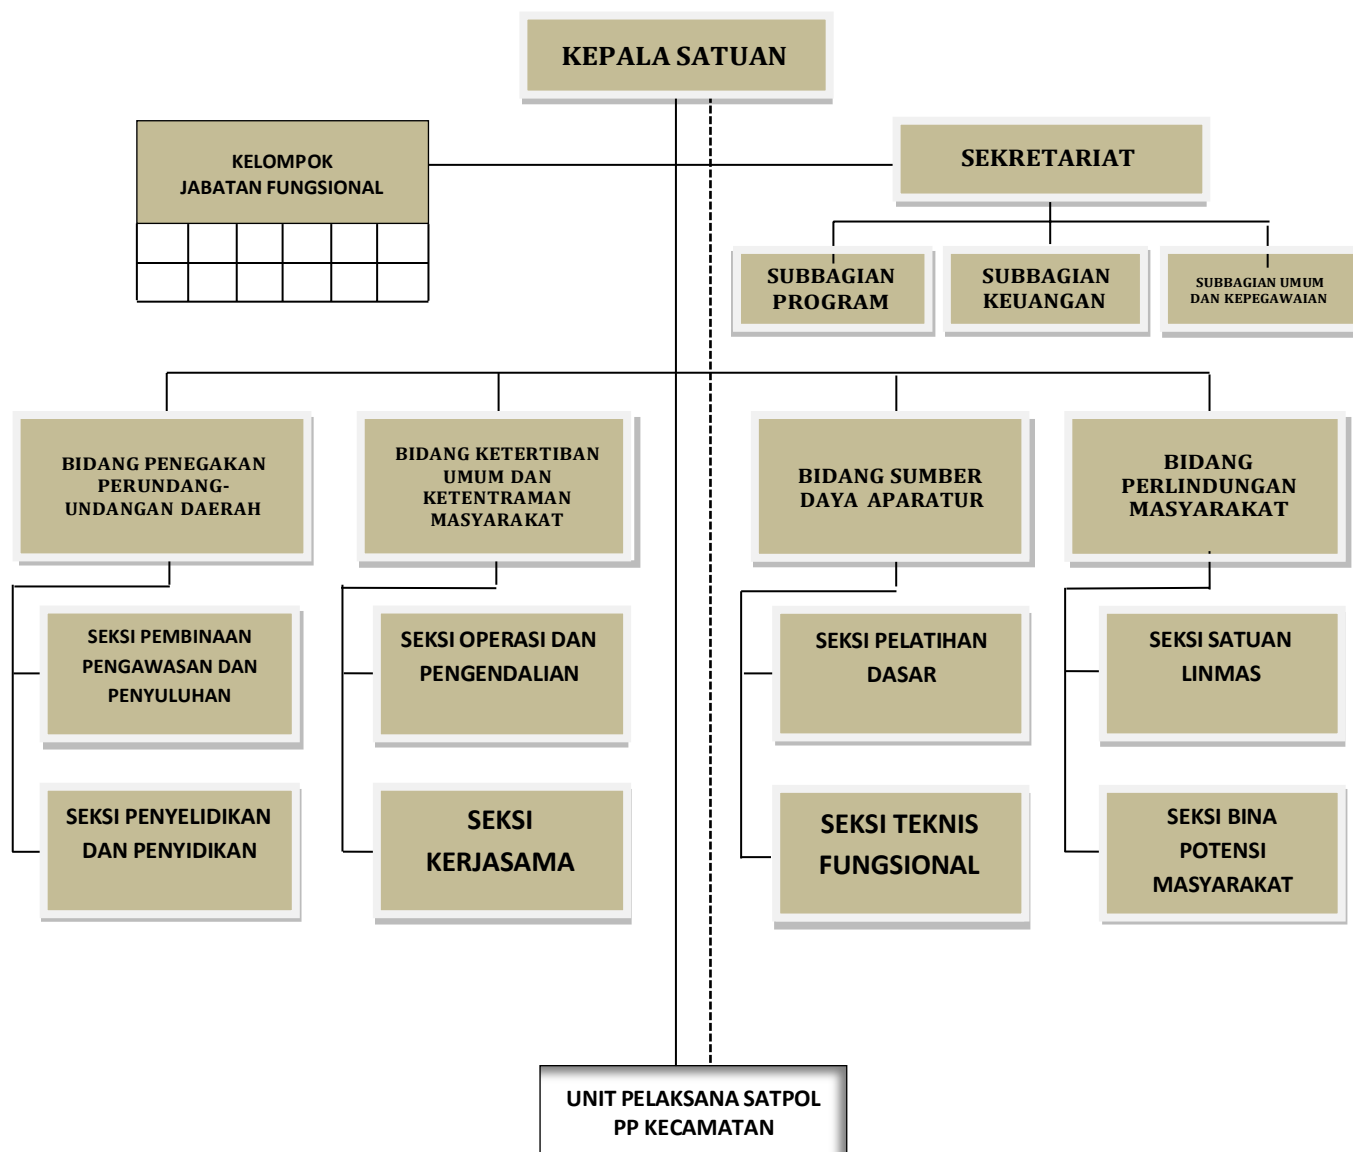 KEPALA SATUAN
KELOMPOK
JABATAN FUNGSIONAL
SEKRETARIAT
SUBBAGIAN
PROGRAM
SUBBAGIAN
KEUANGAN
SUBBAGIAN UMUM
DAN KEPEGAWAIAN
BIDANG PENEGAKAN
PERUNDANG-
UNDANGAN DAERAH
BIDANG KETERTIBAN
UMUM DAN
KETENTRAMAN
MASYARAKAT
BIDANG SUMBER
DAYA APARATUR
BIDANG
PERLINDUNGAN
MASYARAKAT
SEKSI PEMBINAAN
PENGAWASAN DAN
PENYULUHAN
SEKSI OPERASI DAN
PENGENDALIAN
SEKSI PELATIHAN
DASAR
SEKSI SATUAN
LINMAS
SEKSI PENYELIDIKAN
DAN PENYIDIKAN
SEKSI
KERJASAMA
SEKSI TEKNIS
FUNGSIONAL
SEKSI BINA
POTENSI
MASYARAKAT
UNIT PELAKSANA SATPOL
PP KECAMATAN